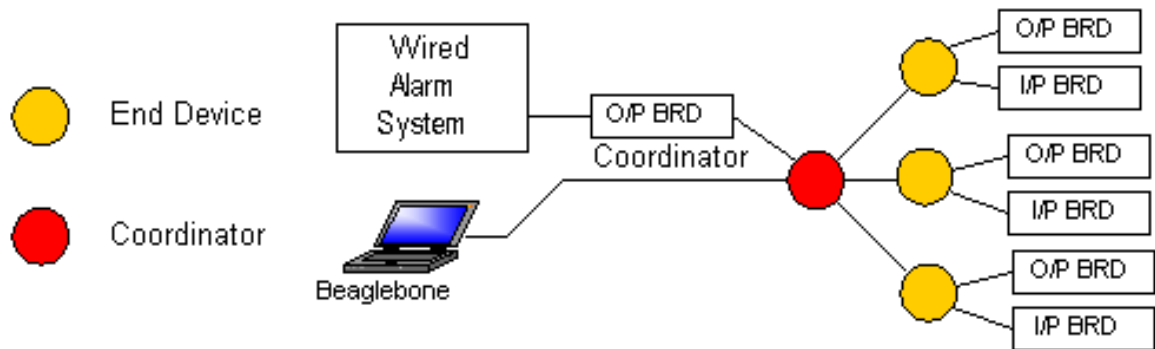 End Device
Coordinator
Wired
Alarm
System
O/P BRD
Coordinator
Beaglebone
O/P BRD
I/P BRD
O/P BRD
I/P BRD
O/P BRD
I/P BRD